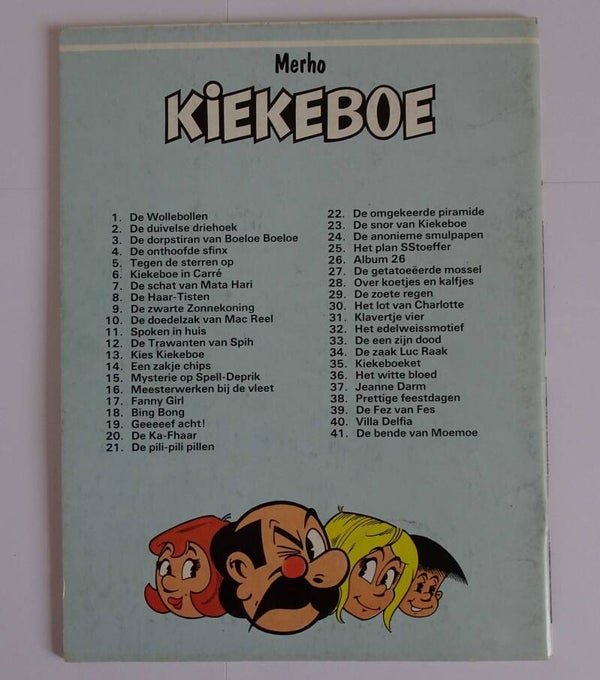 Merho
KIEKEBOE
1. De Wollebollen
2. De duivelse driehoek
3. De dorpstiran van Boeloe Boeloe
4. De onthoofde sfinx
5. Tegen de sterren op
6. Kiekeboe in Carré
7. De schat van Mata Hari
8. De Haar-Tisten
9. De zwarte Zonnekoning
10. De doedelzak van Mac Reel
11. Spoken in huis
12. De Trawanten van Spih
13. Kies Kiekeboe
14. Een zakje chips
15. Mysterie op Spell-Deprik
16. Meesterwerken bij de vleet
17. Fanny Girl
18. Bing Bong
19. Geeeeef acht!
20. De Ka-Fhaar
21. De pili-pili pillen
22. De omgekeerde piramide
23. De snor van Kiekeboe
24. De anonieme smulpapen
25. Het plan SStoeffer
26. Album 26
27. De getatoeëerde mossel
28. Over koetjes en kalfjes
29. De zoete regen
30. Het lot van Charlotte
31. Klavertje vier
32. Het edelweissmotief
33. De een zijn dood
34. De zaak Luc Raak
35. Kiekeboeket
36. Het witte bloed
37. Jeanne Darm
38. Prettige feestdagen
39. De Fez van Fes
40. Villa Delfia
41. De bende van Moemoe